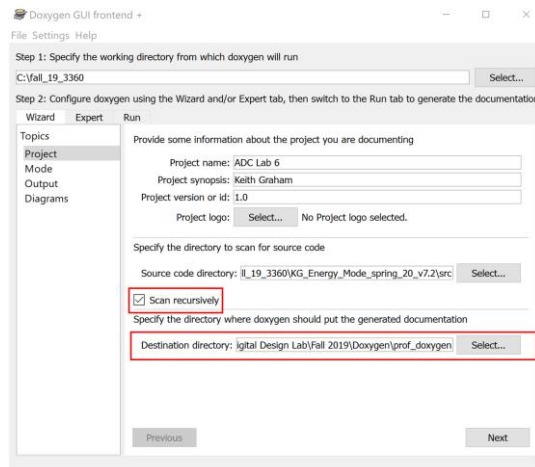 Doxygen GUI frontend +
File Settings Help
Step 1: Specify the working directory from which doxygen will run
C:\fall_19_3360 Select...
Step 2: Configure doxygen using the Wizard and/or Expert tab, then switch to the Run tab to generate the documentation
Wizard Expert Run
Topics
Project
Mode
Output
Diagrams
Provide some information about the project you are documenting
Project name: ADC Lab 6
Project synopsis: Keith Graham
Project version or id: 1.0
Project logo: Select... No Project logo selected.
Specify the directory to scan for source code
Source code directory: ll_19_3360\KG_Energy_Mode_spring_20_v7.2\src Select...
Scan recursively
Specify the directory where doxygen should put the generated documentation
Destination directory: igital Design Lab\Fall 2019\Doxygen\prof_doxygen Select...
Previous Next